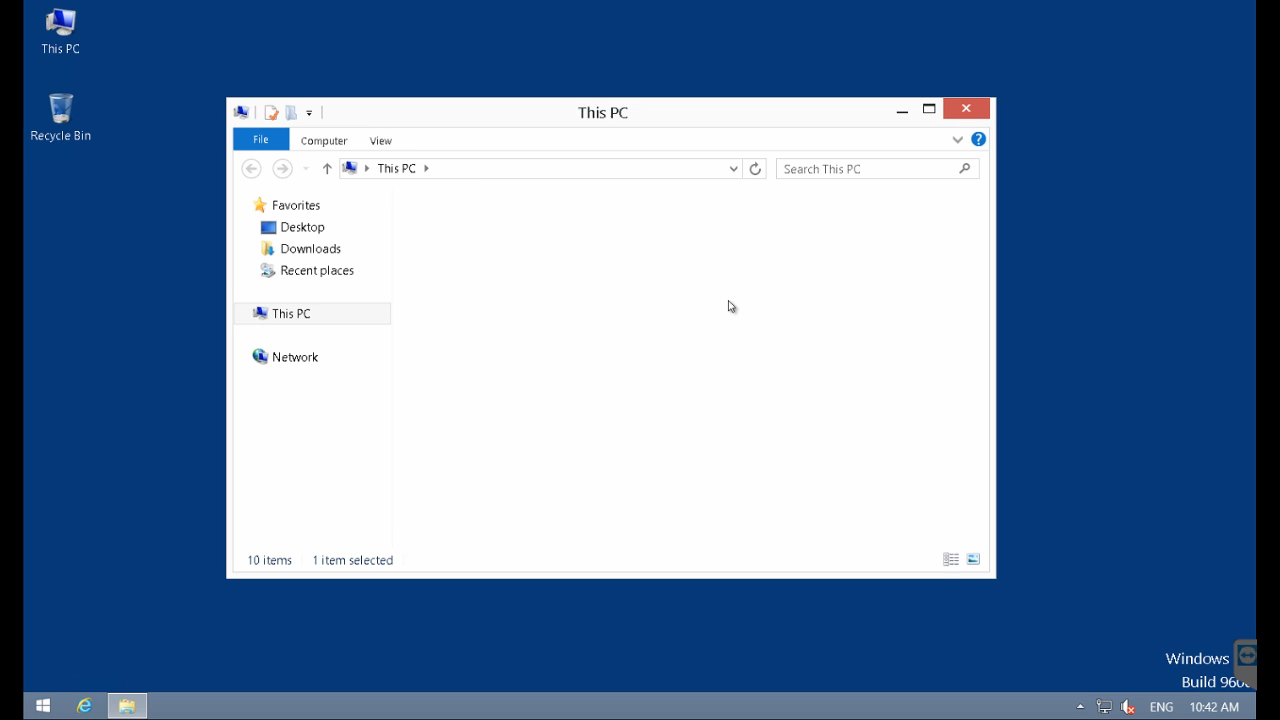 This PC
Recycle Bin
This PC
File Computer View
This PC
Search This PC
Favorites
Desktop
Downloads
Recent places
This PC
Network
10 items 1 item selected
Windows
Build
ENG 10:42 AM